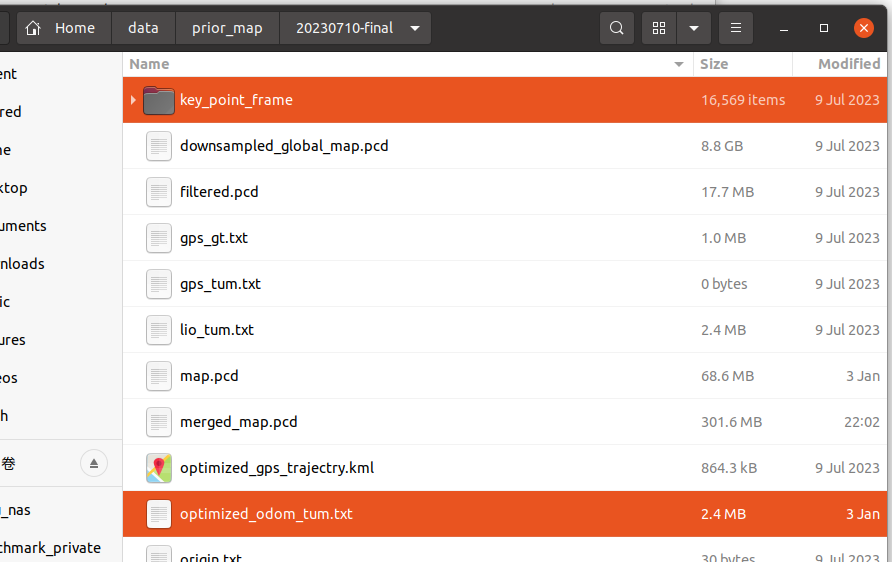 Home data prior_map 20230710-final
Name Size Modified
ent
key_point_frame 16,569 items 9 Jul 2023
red
downsampled_global_map.pcd 8.8 GB 9 Jul 2023
me
filtered.pcd 17.7 MB 9 Jul 2023
ktop
uments
gps_gt.txt 1.0 MB 9 Jul 2023
nloads
gps_tum.txt 0 bytes 9 Jul 2023
ic
lio_tum.txt 2.4 MB 9 Jul 2023
ures
map.pcd 68.6 MB 3 Jan
eos
h
merged_map.pcd 301.6 MB 22:02
卷
optimized_gps_trajectry.kml 864.3 kB 9 Jul 2023
_nas
optimized_odom_tum.txt 2.4 MB 3 Jan
chmark_private
origin.txt 30 bytes 9 Jul 2023